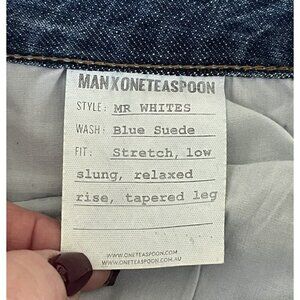 MANXONETEASPOON
STYLE: MR WHITES
WASH: Blue Suede
FIT: Stretch, low
slung, relaxed
rise, tapered leg
WWW.ONETEASPOON.COM
WWW.ONETEASPOON.COM.AU